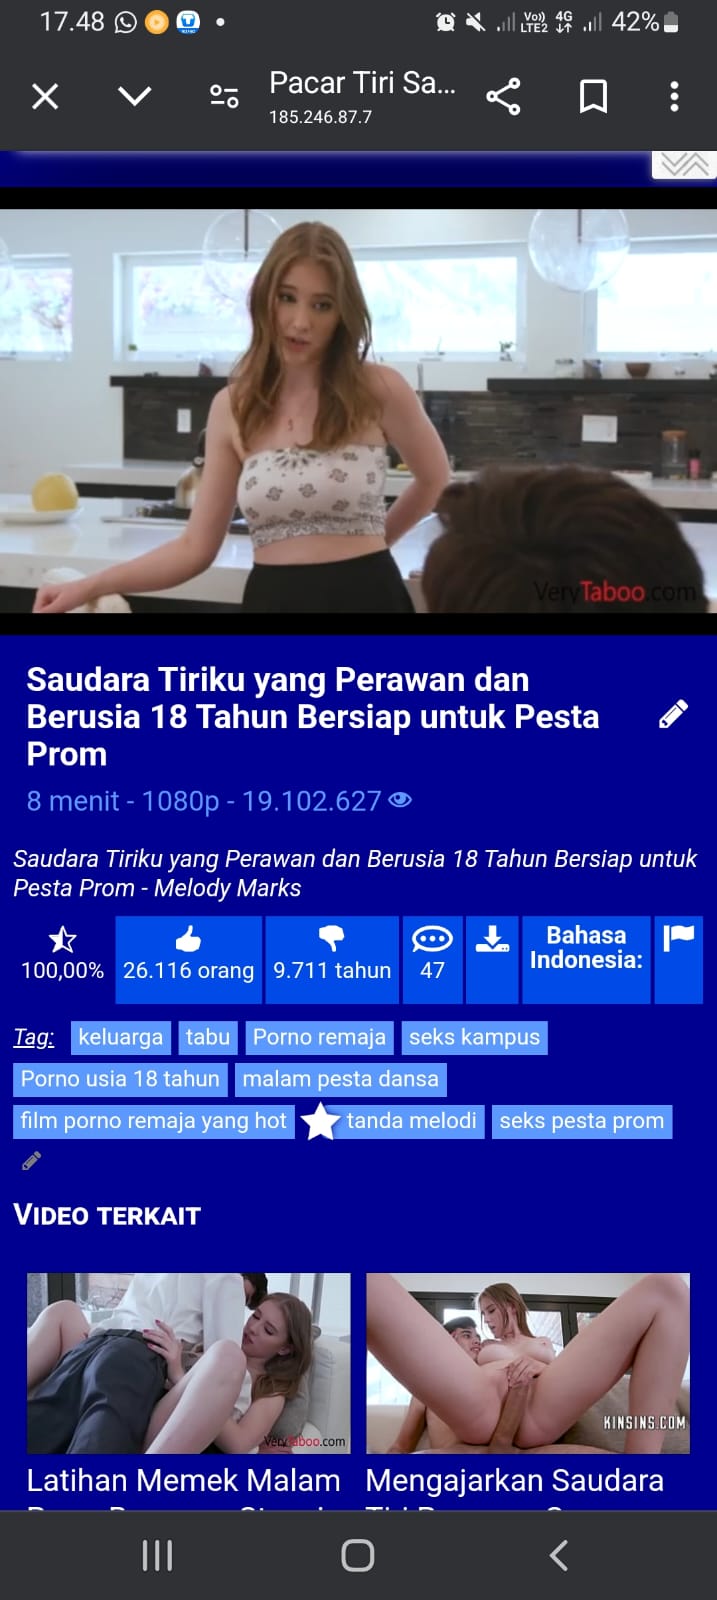 17.48
Vo))
LTE2
4G
42%
Pacar Tiri Sa...
185.246.87.7
VeryTaboo.com
Saudara Tiriku yang Perawan dan
Berusia 18 Tahun Bersiap untuk Pesta
Prom
8 menit - 1080p - 19.102.627
Saudara Tiriku yang Perawan dan Berusia 18 Tahun Bersiap untuk
Pesta Prom - Melody Marks
100,00%
26.116 orang
9.711 tahun
47
Bahasa
Indonesia:
Tag: keluarga tabu Porno remaja seks kampus
Porno usia 18 tahun malam pesta dansa
film porno remaja yang hot tanda melodi seks pesta prom
VIDEO TERKAIT
VeryTaboo.com
KINSINS.COM
Latihan Memek Malam
Mengajarkan Saudara